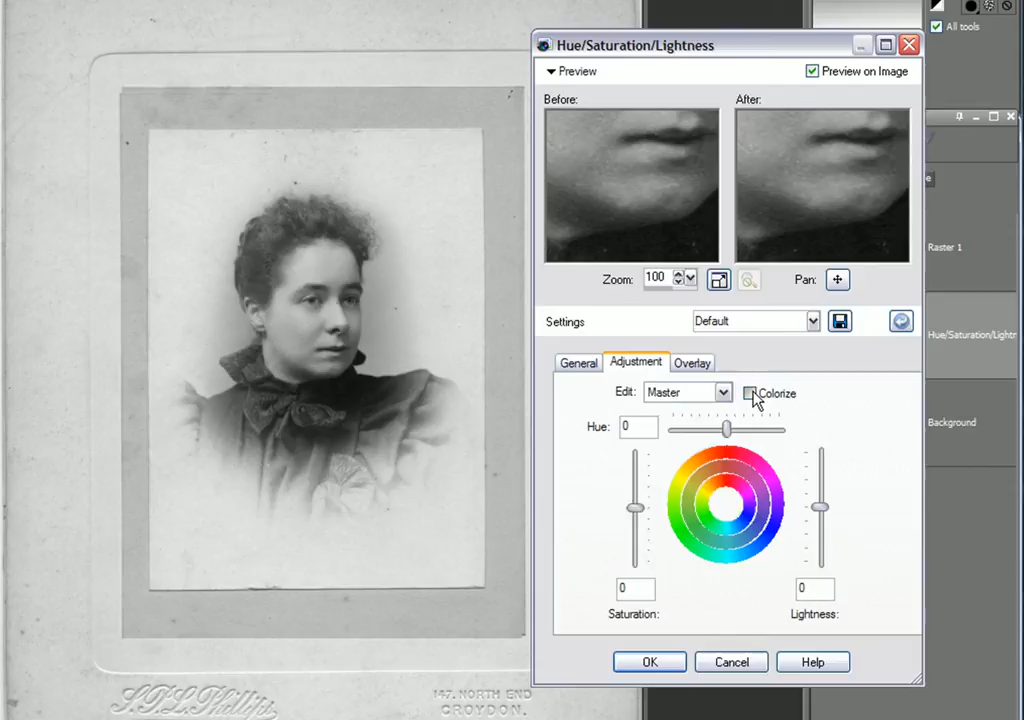 Hue/Saturation/Lightness
All tools
Preview
Preview on Image
Before:
After:
Zoom:
100
Pan:
Settings
Default
Raster 1
Hue/Saturation/Lightr
General
Adjustment
Overlay
Edit:
Master
Colorize
Hue:
0
Background
0
0
Saturation:
Lightness:
OK
Cancel
Help
S.P.L. Phillips,
147. NORTH END
CROYDON.